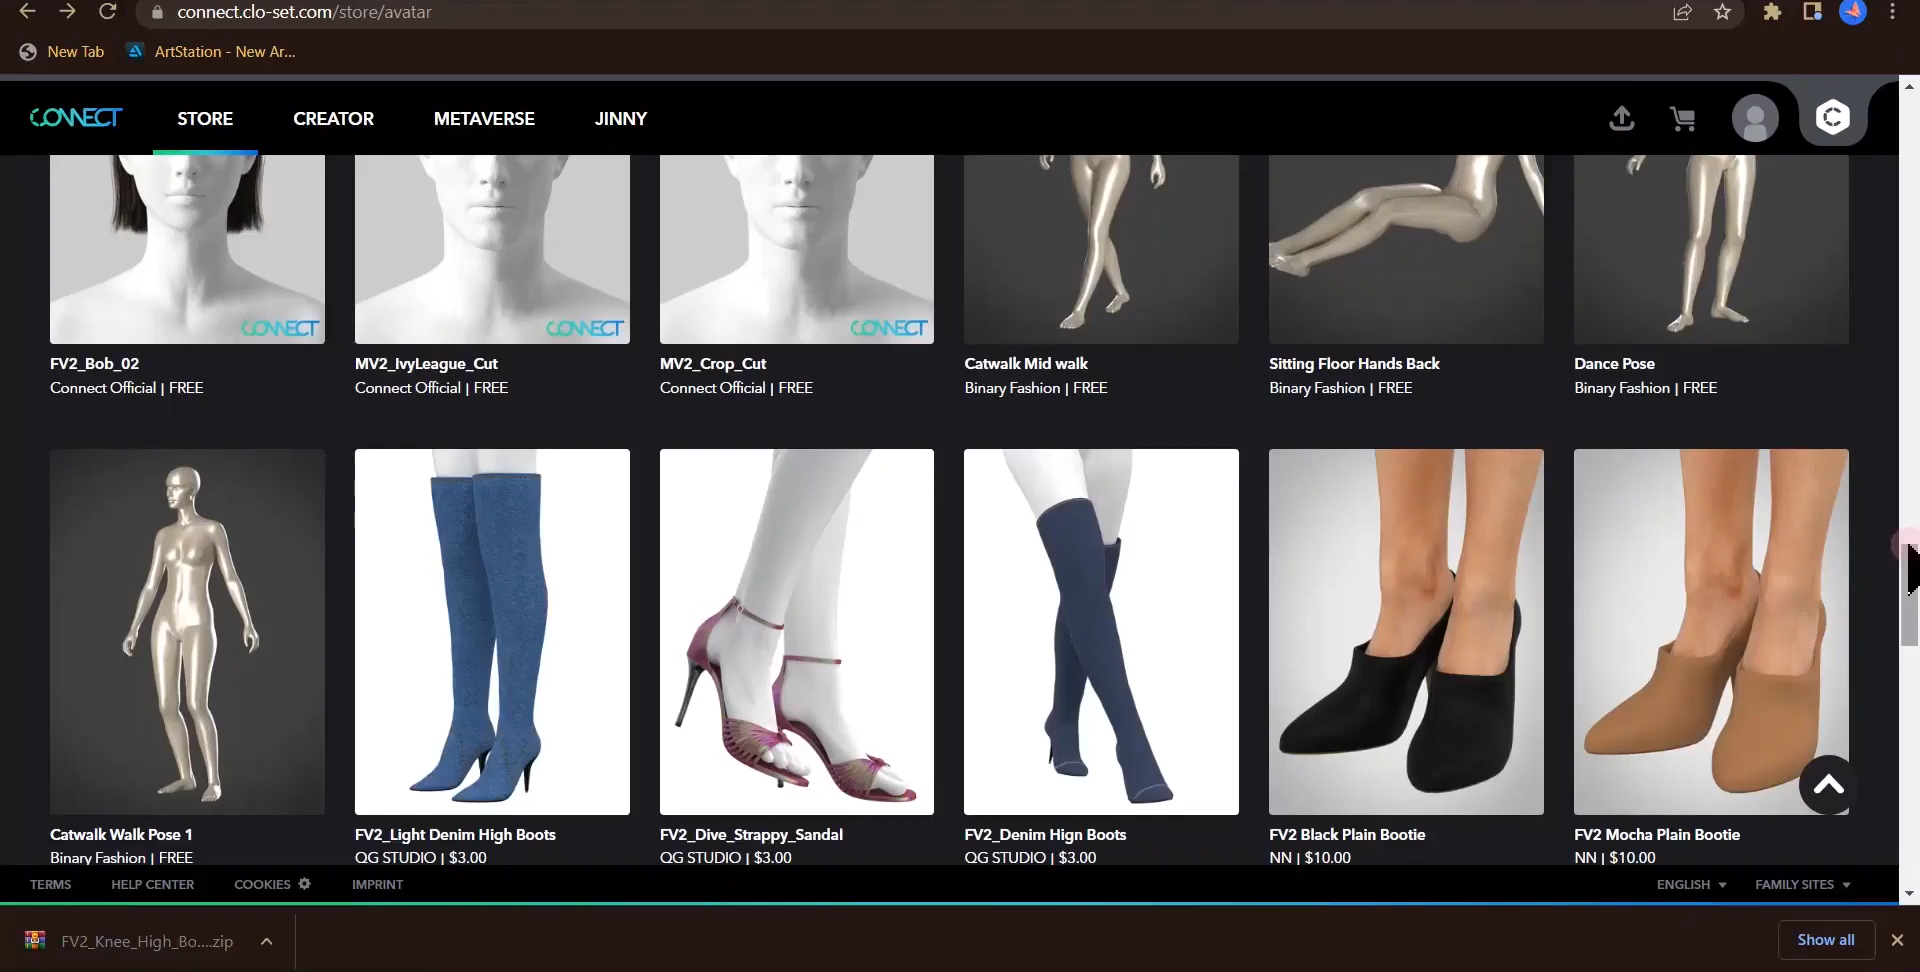 connect.clo-set.com/store/avatar
New Tab
ArtStation - New Ar...
CONNECT
STORE
CREATOR
METAVERSE
JINNY
CONNECT
CONNECT
CONNECT
FV2_Bob_02
Connect Official | FREE
MV2_IvyLeague_Cut
Connect Official | FREE
MV2_Crop_Cut
Connect Official | FREE
Catwalk Mid walk
Binary Fashion | FREE
Sitting Floor Hands Back
Binary Fashion | FREE
Dance Pose
Binary Fashion | FREE
Catwalk Walk Pose 1
Binary Fashion | FREE
FV2_Light Denim High Boots
QG STUDIO | $3.00
FV2_Dive_Strappy_Sandal
QG STUDIO | $3.00
FV2_Denim Hign Boots
QG STUDIO | $3.00
FV2 Black Plain Bootie
NN | $10.00
FV2 Mocha Plain Bootie
NN | $10.00
TERMS
HELP CENTER
COOKIES
IMPRINT
ENGLISH
FAMILY SITES
FV2_Knee_High_Bo....zip
Show all